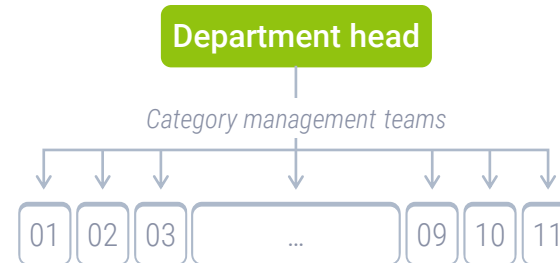 Department head
Category management teams
01 02 03 ... 09 10 11